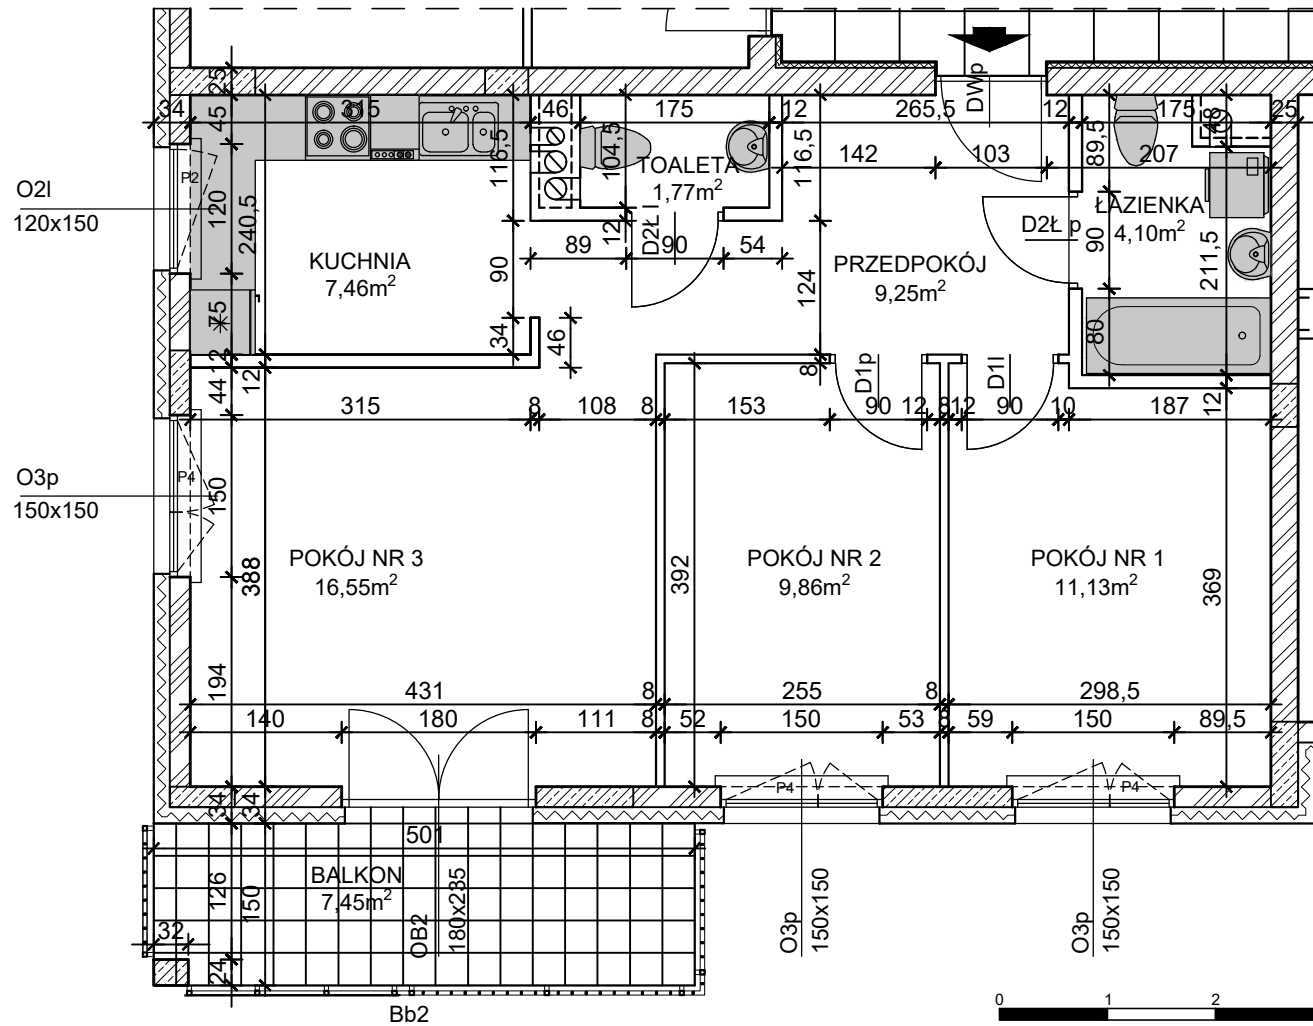 25
34
315
46
175
12
265,5
DWp
12
175
48
25
45
116,5
104,5
TOALETA
1,77m²
116,5
142
103
89,5
207
O2l
120x150
P2
120
240,5
KUCHNIA
7,46m²
90
12
D2Ł l
89
90
54
124
PRZEDPOKÓJ
9,25m²
D2Ł p
90
ŁAZIENKA
4,10m²
211,5
75
34
46
80
12
12
44
8
D1p
D1l
12
315
8
108
8
153
90
12
8
12
90
10
187
O3p
150x150
P4
150
388
POKÓJ NR 3
16,55m²
392
POKÓJ NR 2
9,86m²
POKÓJ NR 1
11,13m²
369
194
431
8
255
8
298,5
140
180
111
8
52
150
53
8
59
150
89,5
34
34
P4
P4
501
BALKON
7,45m²
126
150
32
24
OB2
180x235
O3p
150x150
O3p
150x150
Bb2
0
1
2